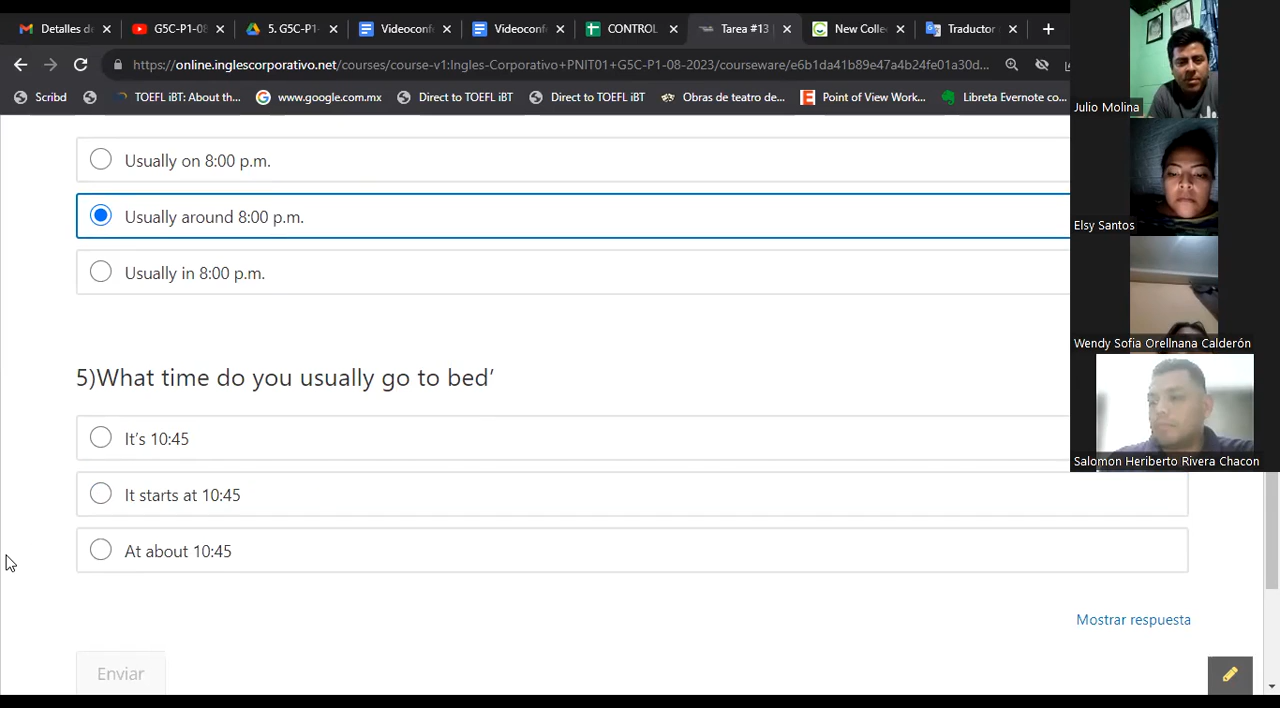 Detalles de
G5C-P1-08
5. G5C-P1-
Videoconf
Videoconf
CONTROL
Tarea #13
New Colle
Traductor
https://online.inglescorporativo.net/courses/course-v1:Ingles-Corporativo+PNIT01+G5C-P1-08-2023/courseware/e6b1da41b89e47a4b24fe01a30d...
Scribd
TOEFL iBT: About th...
www.google.com.mx
Direct to TOEFL iBT
Direct to TOEFL iBT
Obras de teatro de...
Point of View Work...
Libreta Evernote co...
Julio Molina
Usually on 8:00 p.m.
Usually around 8:00 p.m.
Elsy Santos
Usually in 8:00 p.m.
Wendy Sofia Orellnana Calderón
5)What time do you usually go to bed’
It’s 10:45
Salomon Heriberto Rivera Chacon
It starts at 10:45
At about 10:45
Mostrar respuesta
Enviar